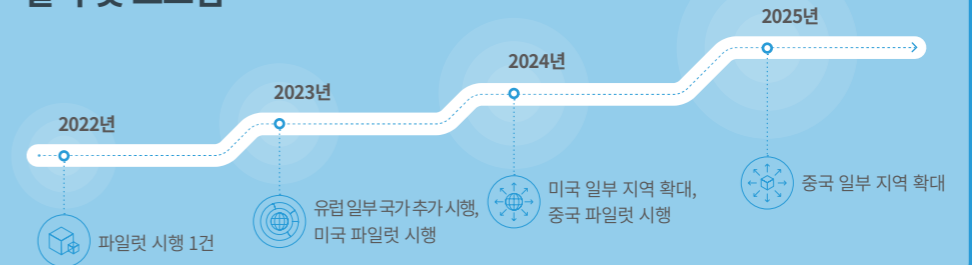 2022년
파일럿 시행 1건
2023년
유럽 일부 국가 추가 시행,
미국 파일럿 시행
2024년
미국 일부 지역 확대,
중국 파일럿 시행
2025년
중국 일부 지역 확대